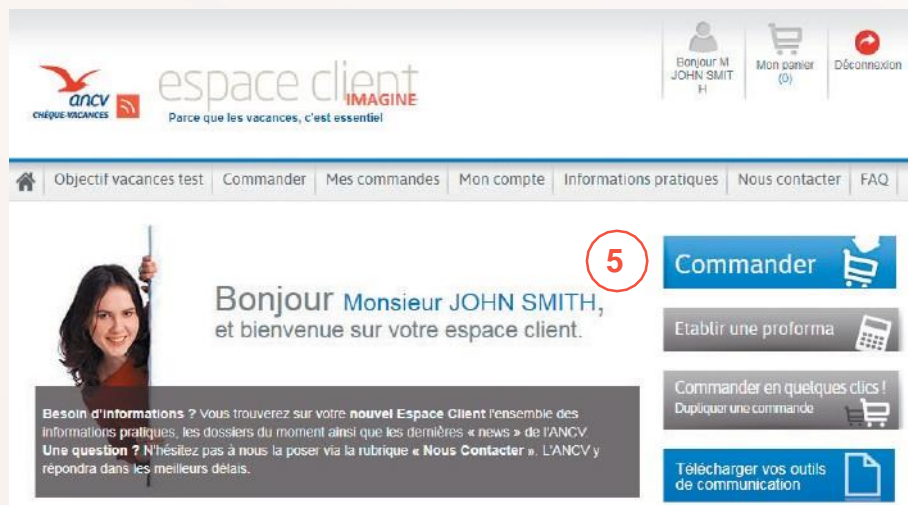 Bonjour M
JOHN SMIT
H
Mon panier
(0)
Déconnexion
ancv
CHÈQUE-VACANCES
espace client
IMAGINE
Parce que les vacances, c'est essentiel
Objectif vacances test
Commander
Mes commandes
Mon compte
Informations pratiques
Nous contacter
FAQ
5
Commander
Bonjour Monsieur JOHN SMITH,
et bienvenue sur votre espace client.
Etablir une proforma
Commander en quelques clics !
Dupliquer une commande
Besoin d'informations ? Vous trouverez sur votre nouvel Espace Client l'ensemble des
informations pratiques, les dossiers du moment ainsi que les dernières « news » de l'ANCV.
Une question ? N'hésitez pas à nous la poser via la rubrique « Nous Contacter ». L'ANCV y
répondra dans les meilleurs délais.
Télécharger vos outils
de communication